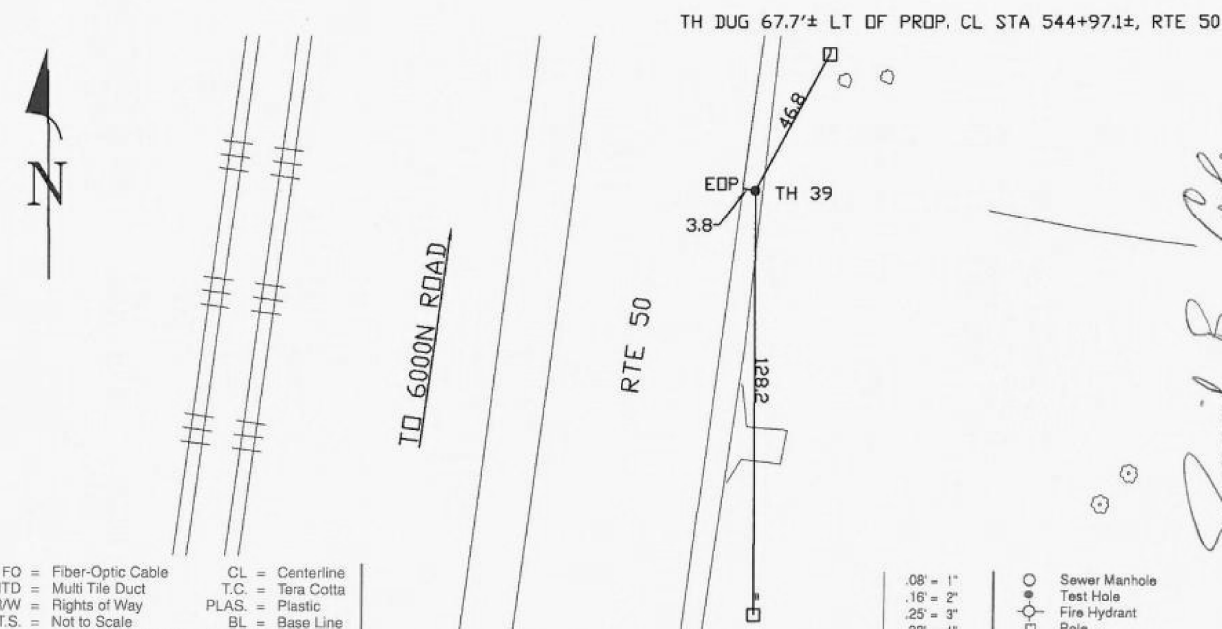 TH DUG 67.7'± LT OF PROP. CL STA 544+97.1±, RTE 50
N
46.8
EOP
TH 39
3.8
TO 6000N ROAD
RTE 50
128.2
FO = Fiber-Optic Cable
CL = Centerline
TD = Multi Tile Duct
T.C. = Tera Cotta
/W = Rights of Way
PLAS. = Plastic
T.S. = Not to Scale
BL = Base Line
.08' = 1"
.16' = 2"
.25' = 3"
Sewer Manhole
Test Hole
Fire Hydrant
Pole